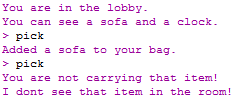 You are in the lobby.
You can see a sofa and a clock.
> pick
Added a sofa to your bag.
> pick
You are not carrying that item!
I dont see that item in the room!